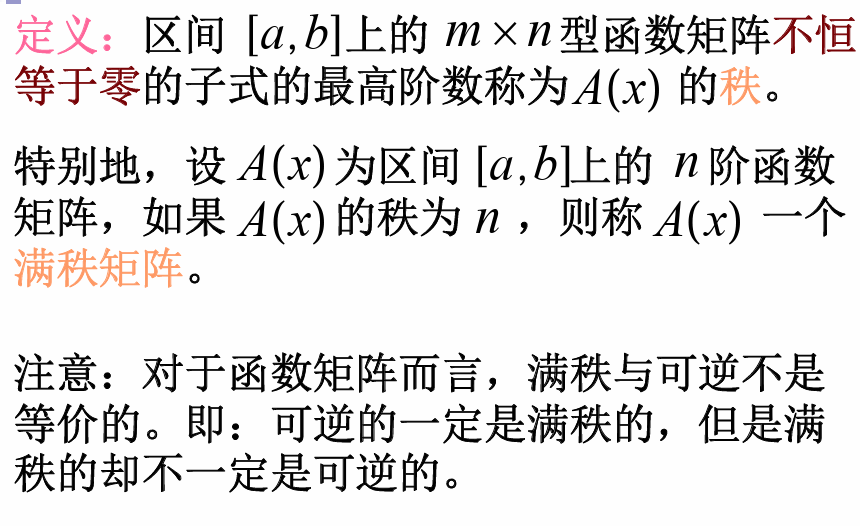 定义：区间 [a,b]上的 m×n型函数矩阵不恒
等于零的子式的最高阶数称为A(x) 的秩。
特别地，设 A(x)为区间 [a,b]上的 n阶函数
矩阵，如果 A(x)的秩为 n ，则称 A(x) 一个
满秩矩阵。
注意：对于函数矩阵而言，满秩与可逆不是
等价的。即：可逆的一定是满秩的，但是满
秩的却不一定是可逆的。